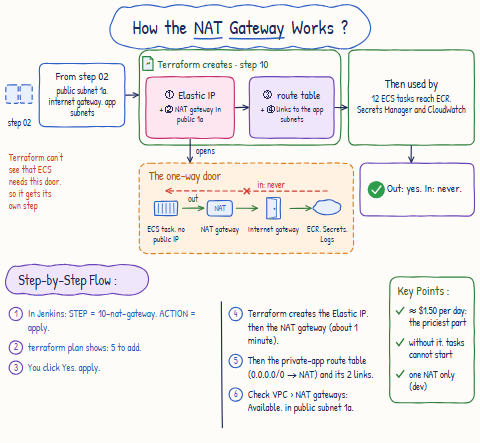 How the NAT Gateway Works ?
From step 02
public subnet 1a.
internet gateway. app
subnets
step 02
Terraform creates · step 10
① Elastic IP
+ ② NAT gateway in
public 1a
③ route table
+ ④ links to the app
subnets
Then used by
12 ECS tasks reach ECR.
Secrets Manager and CloudWatch
Terraform can't
see that ECS
needs this door.
so it gets its
own step
opens
The one-way door
in: never
out
NAT
ECS task. no
public IP
NAT gateway
internet gateway
ECR. Secrets.
Logs
Out: yes. In: never.
Step-by-Step Flow :
1 In Jenkins: STEP = 10-nat-gateway. ACTION =
apply.
2 terraform plan shows: 5 to add.
3 You click Yes. apply.
4 Terraform creates the Elastic IP.
then the NAT gateway (about 1
minute).
5 Then the private-app route table
(0.0.0.0/0 → NAT) and its 2 links.
6 Check VPC › NAT gateways:
Available. in public subnet 1a.
Key Points :
✓ ≈ $1.50 per day:
the priciest part
✓ without it. tasks
cannot start
✓ one NAT only
(dev)